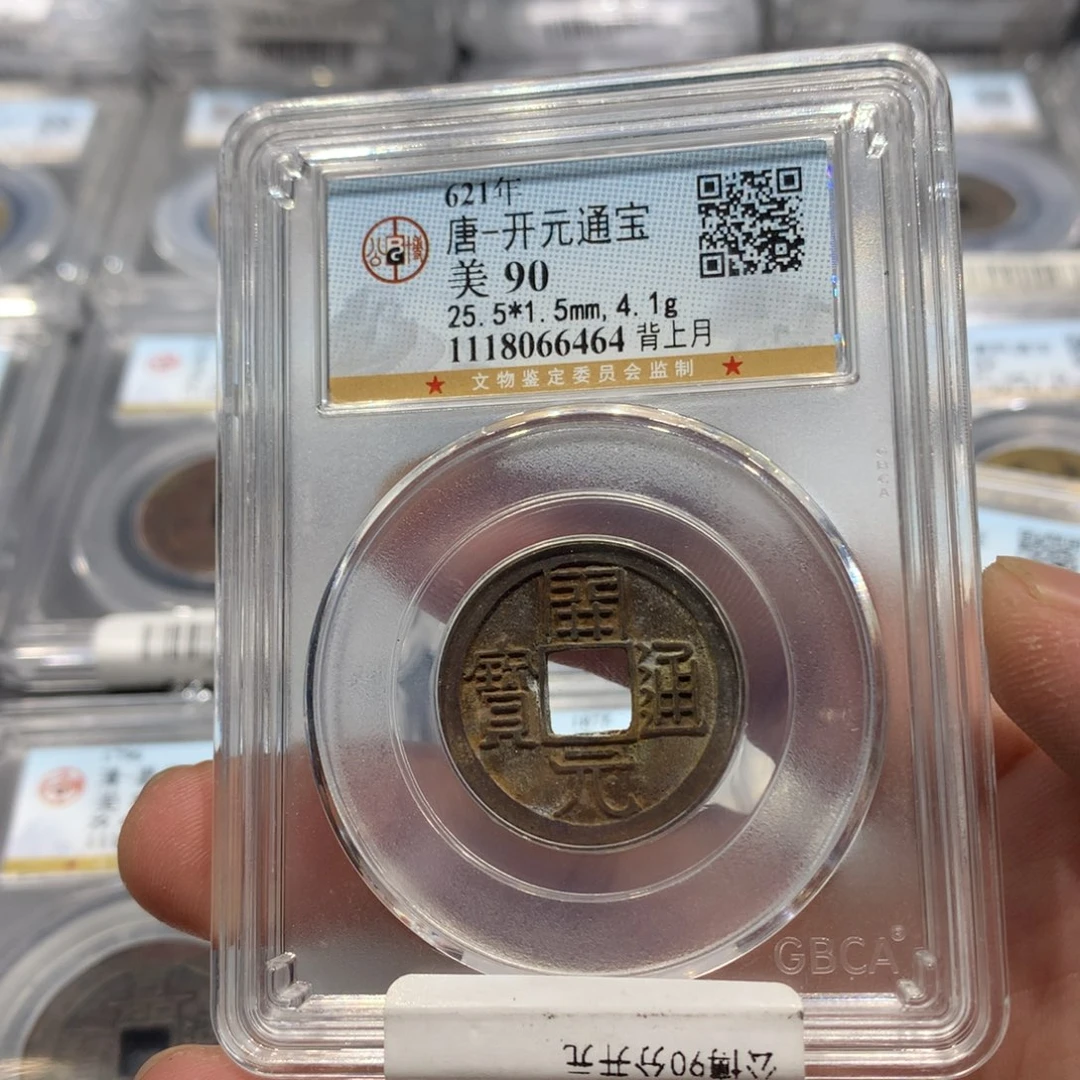 621年
唐-开元通宝
美 90
25.5*1.5mm, 4.1g
1118066464 背上月
★ 文物鉴定委员会监制 ★
開
寶 通
元
GBCA®
公博90分开元